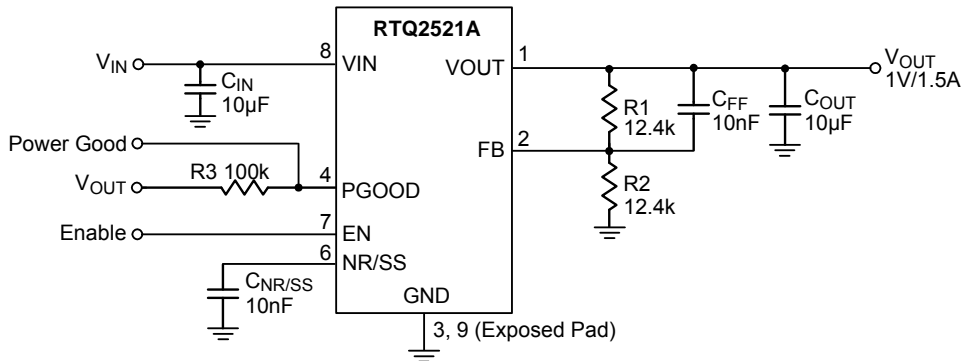 RTQ2521A
VIN
8
VIN
CIN
10µF
VOUT
1
VOUT
1V/1.5A
R1
12.4k
CFF
10nF
COUT
10µF
Power Good
FB
2
R3 100k
VOUT
4
PGOOD
R2
12.4k
Enable
7
EN
6
NR/SS
CNR/SS
10nF
GND
3, 9 (Exposed Pad)